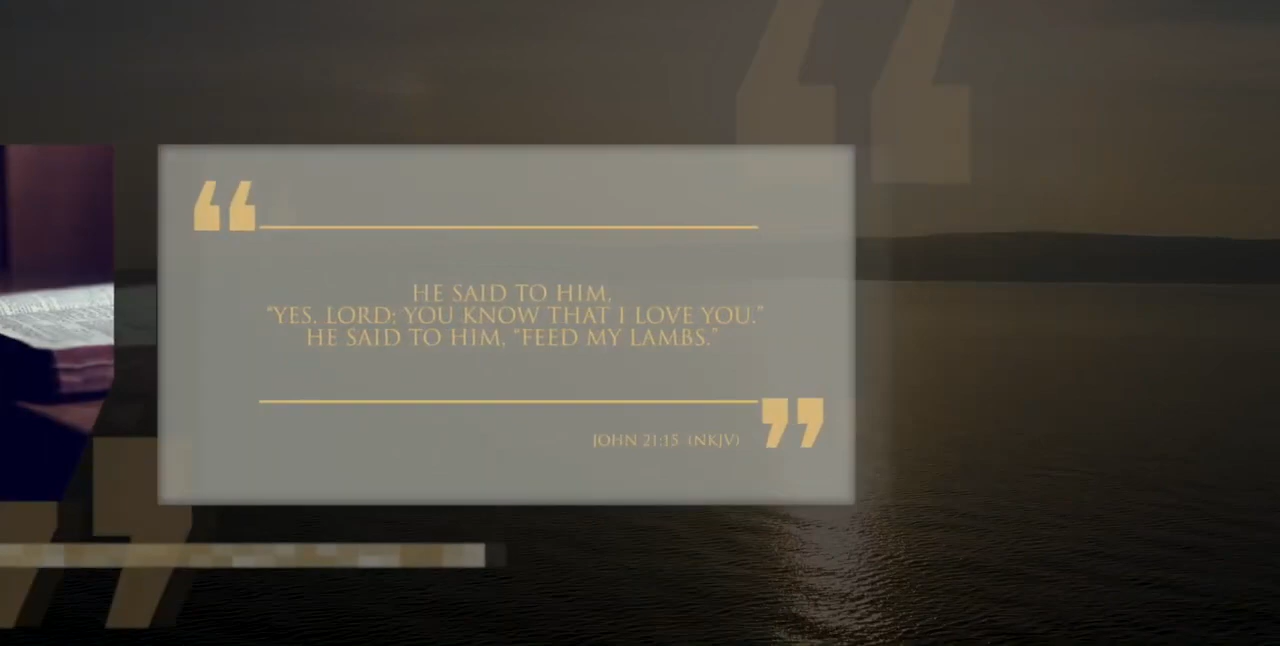 HE SAID TO HIM,
"YES, LORD; YOU KNOW THAT I LOVE YOU."
HE SAID TO HIM, "FEED MY LAMBS."
JOHN 21:15 (NKJV)